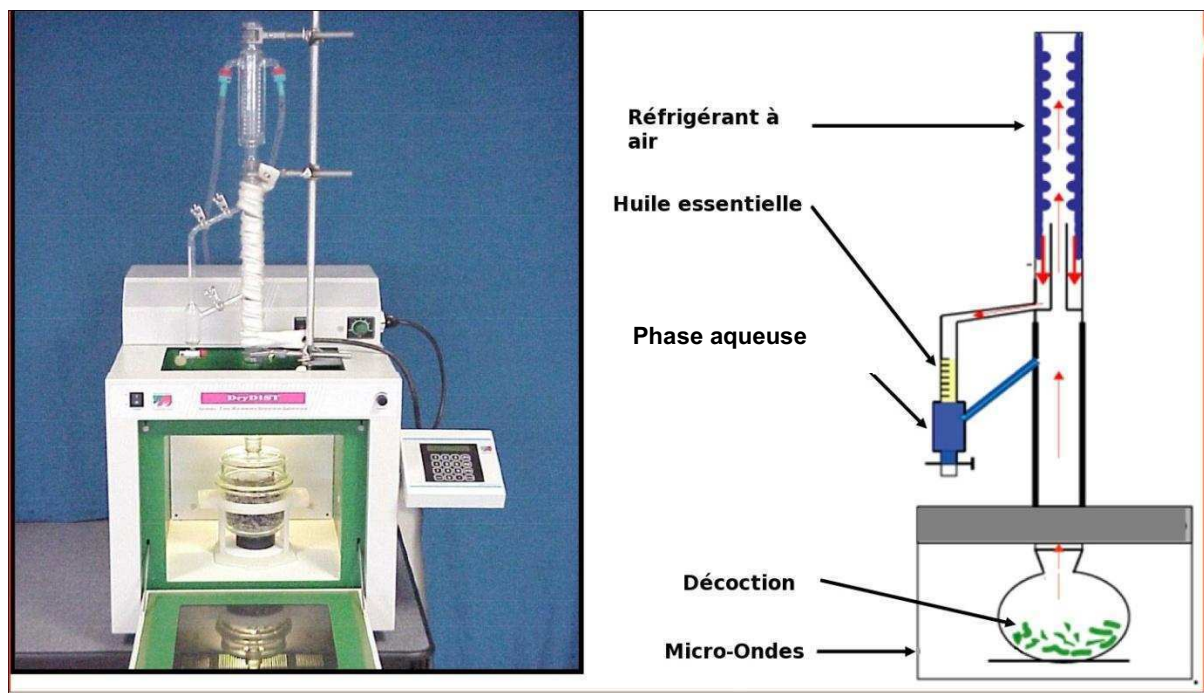 DryDIST
Réfrigérant à
air
Huile essentielle
Phase aqueuse
Décoction
Micro-Ondes